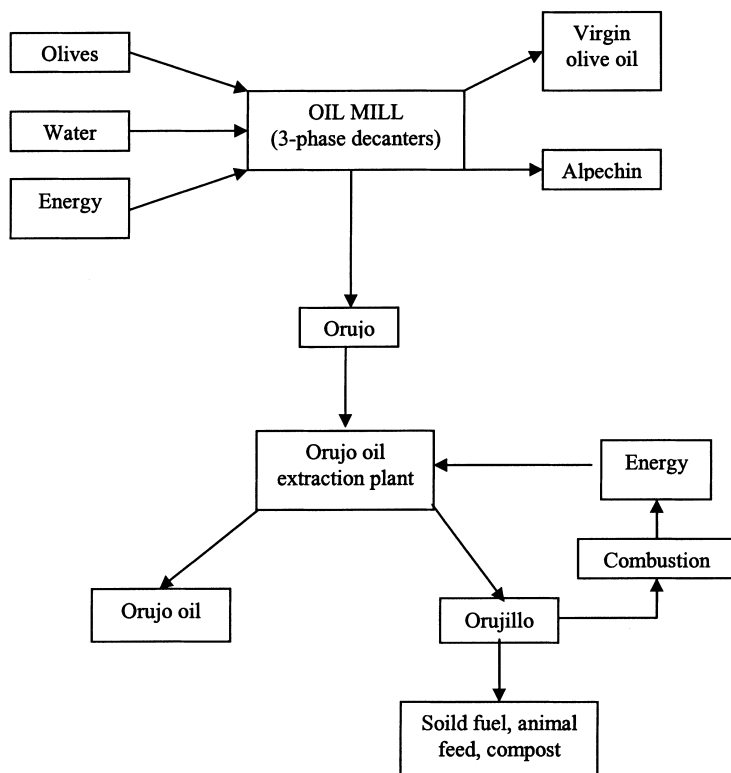 Olives
Water
Energy
OIL MILL
(3-phase decanters)
Virgin
olive oil
Alpechin
Orujo
Orujo oil
extraction plant
Energy
Combustion
Orujo oil
Orujillo
Soild fuel, animal
feed, compost